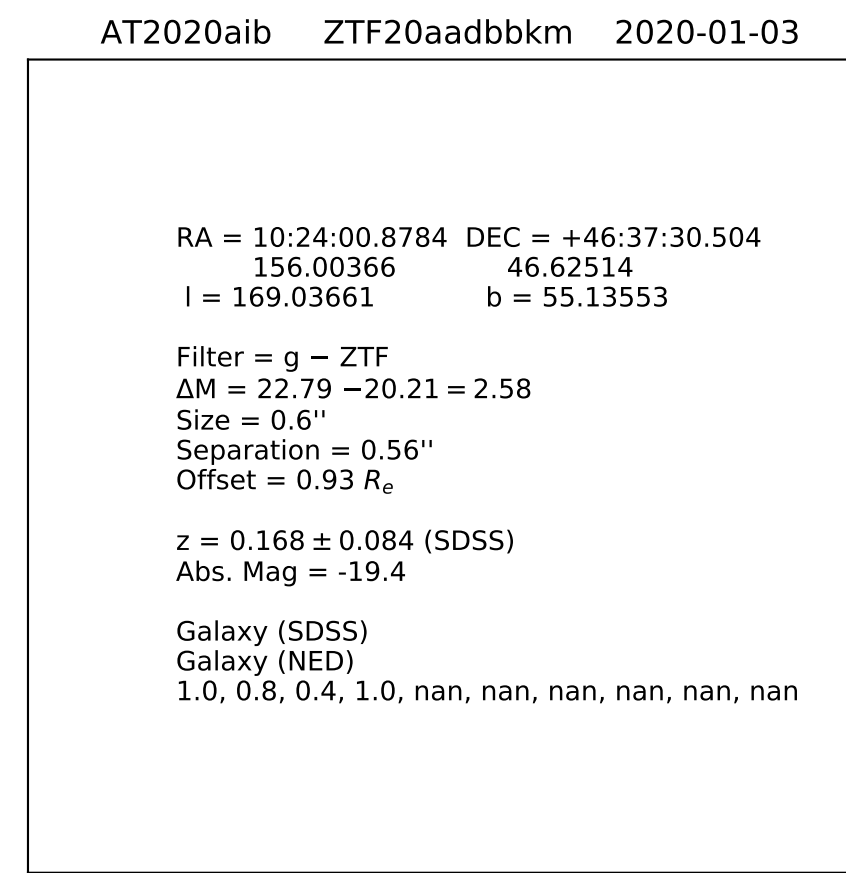 AT2020aib ZTF20aadbbkm 2020-01-03
RA = 10:24:00.8784 DEC = +46:37:30.504
156.00366 46.62514
l = 169.03661 b = 55.13553
Filter = g − ZTF
ΔM = 22.79 −20.21 = 2.58
Size = 0.6''
Separation = 0.56''
Offset = 0.93 Rₑ
z = 0.168 ± 0.084 (SDSS)
Abs. Mag = -19.4
Galaxy (SDSS)
Galaxy (NED)
1.0, 0.8, 0.4, 1.0, nan, nan, nan, nan, nan, nan